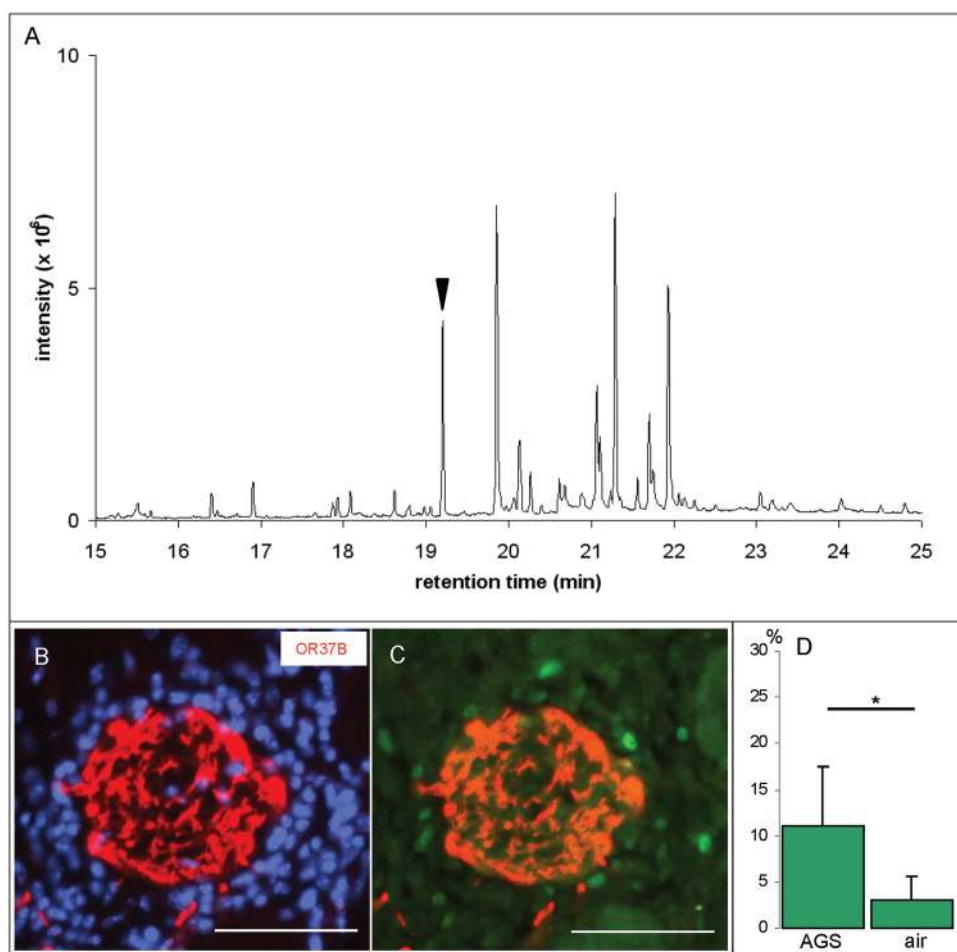 A
10
5
0
intensity (x 10⁶)
15 16 17 18 19 20 21 22 23 24 25
retention time (min)
B
OR37B
C
D
%
30
25
20
15
10
5
0
*
AGS air